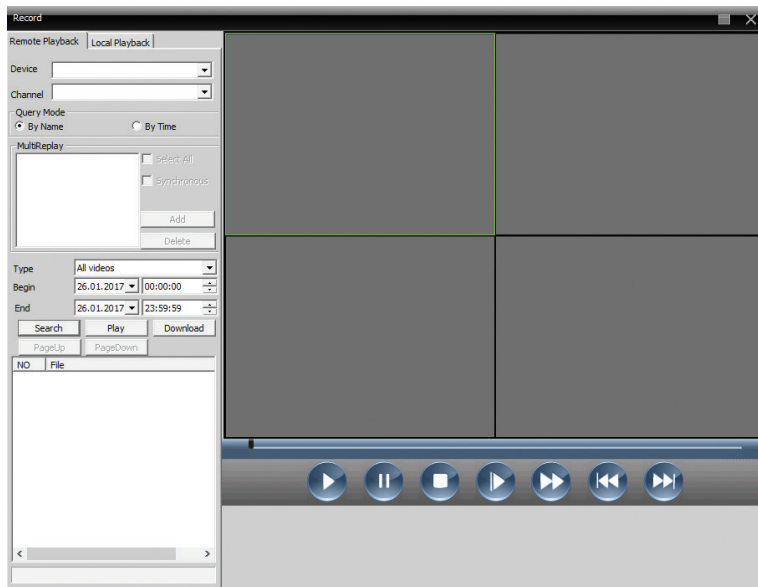 Record
Remote Playback Local Playback
Device
Channel
Query Mode
By Name By Time
MultiReplay
Select All
Synchronous
Add
Delete
Type All videos
Begin 26.01.2017 00:00:00
End 26.01.2017 23:59:59
Search Play Download
PageUp PageDown
NO File